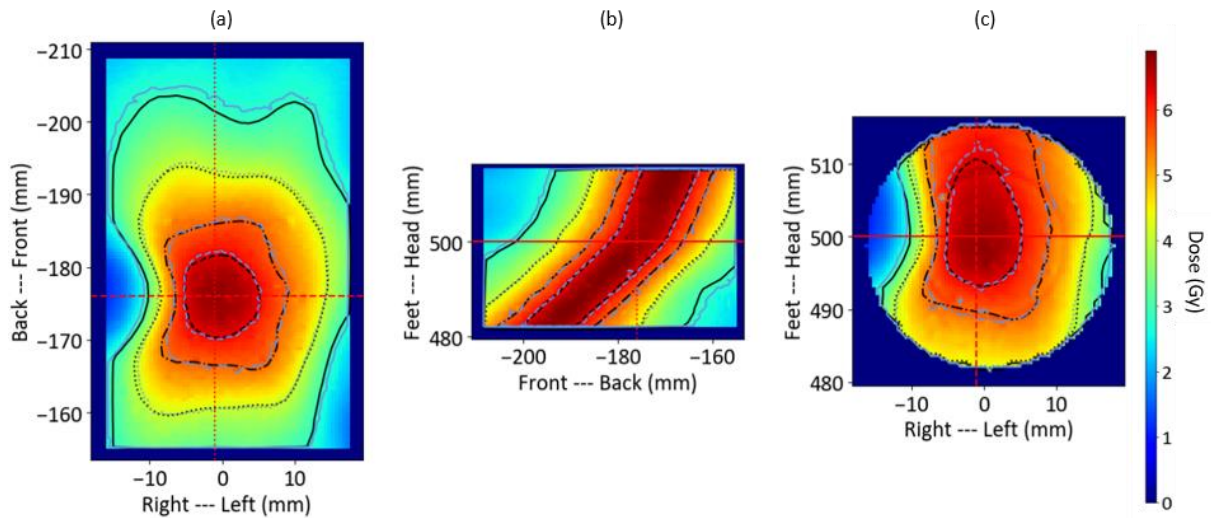 (a)
(b)
(c)
−210
−200
−190
−180
−170
−160
Back --- Front (mm)
−10 0 10
Right --- Left (mm)
500
480
Feet --- Head (mm)
−200 −176 −160
Front --- Back (mm)
510
500
490
480
Feet --- Head (mm)
−10 0 10
Right --- Left (mm)
6
5
4
3
2
1
0
Dose (Gy)